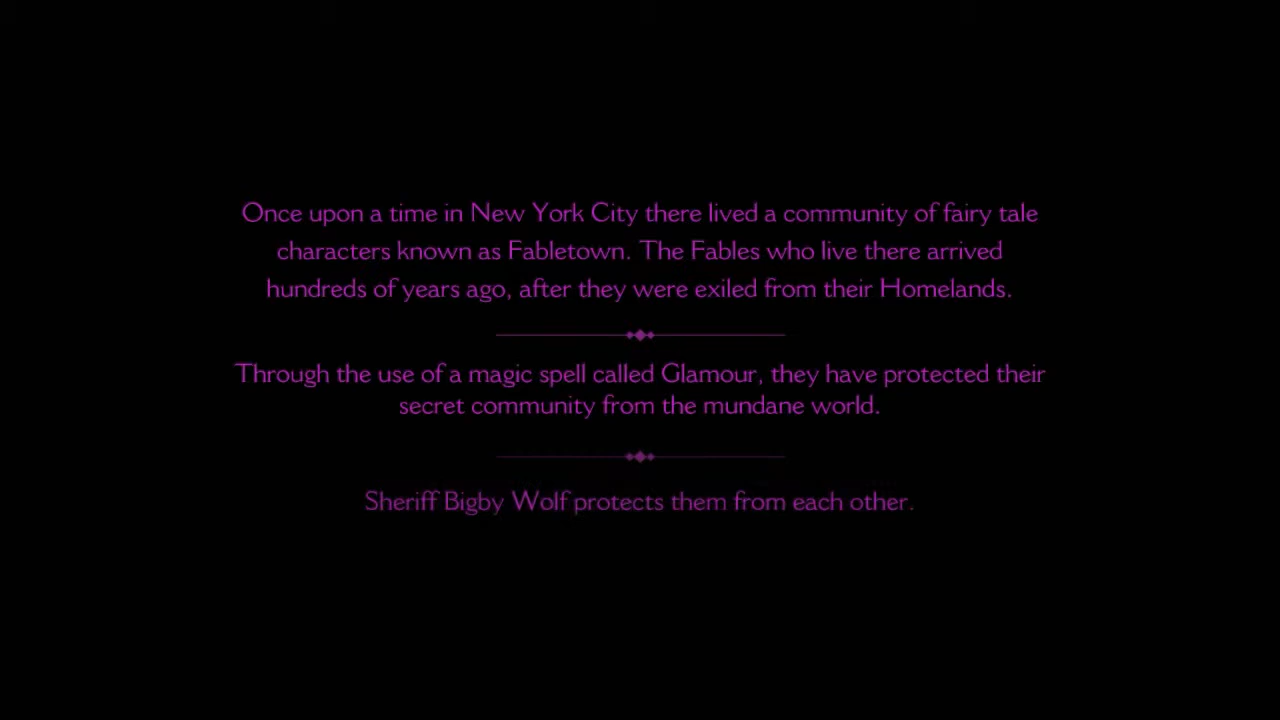 Once upon a time in New York City there lived a community of fairy tale
characters known as Fabletown. The Fables who live there arrived
hundreds of years ago, after they were exiled from their Homelands.
Through the use of a magic spell called Glamour, they have protected their
secret community from the mundane world.
Sheriff Bigby Wolf protects them from each other.